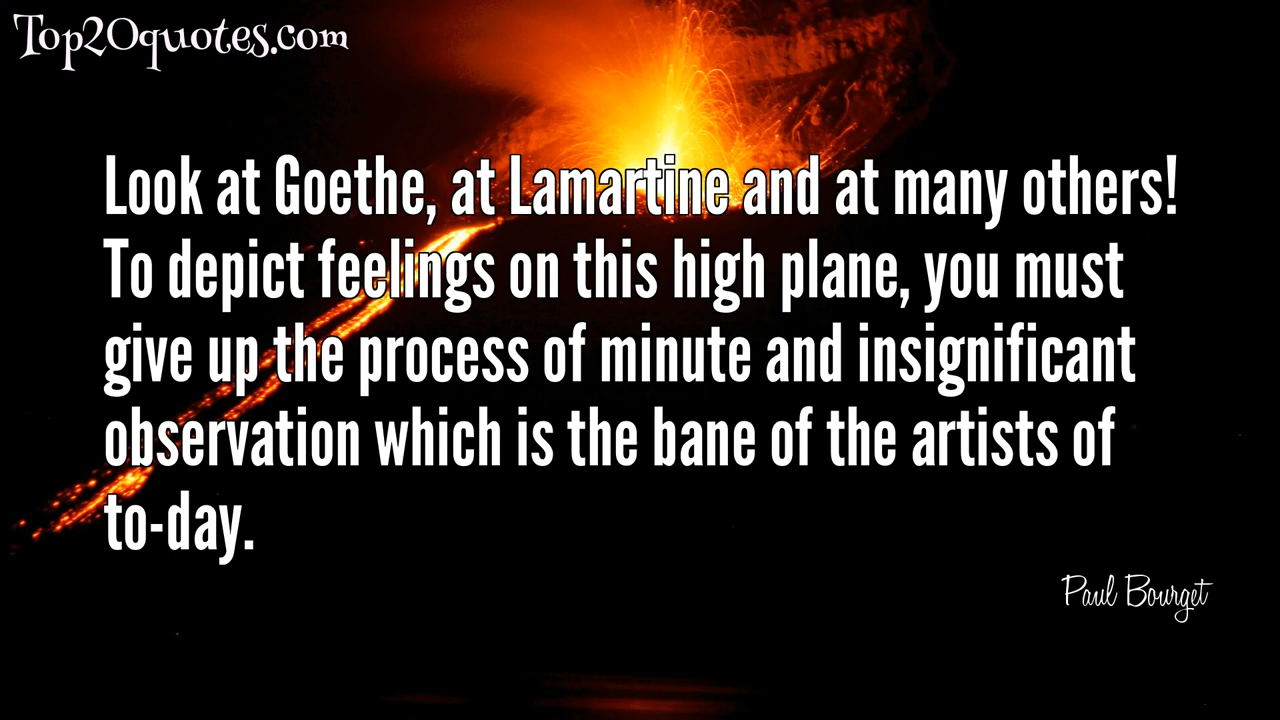 Top20quotes.com
Look at Goethe, at Lamartine and at many others!
To depict feelings on this high plane, you must
give up the process of minute and insignificant
observation which is the bane of the artists of
to-day.
Paul Bourget